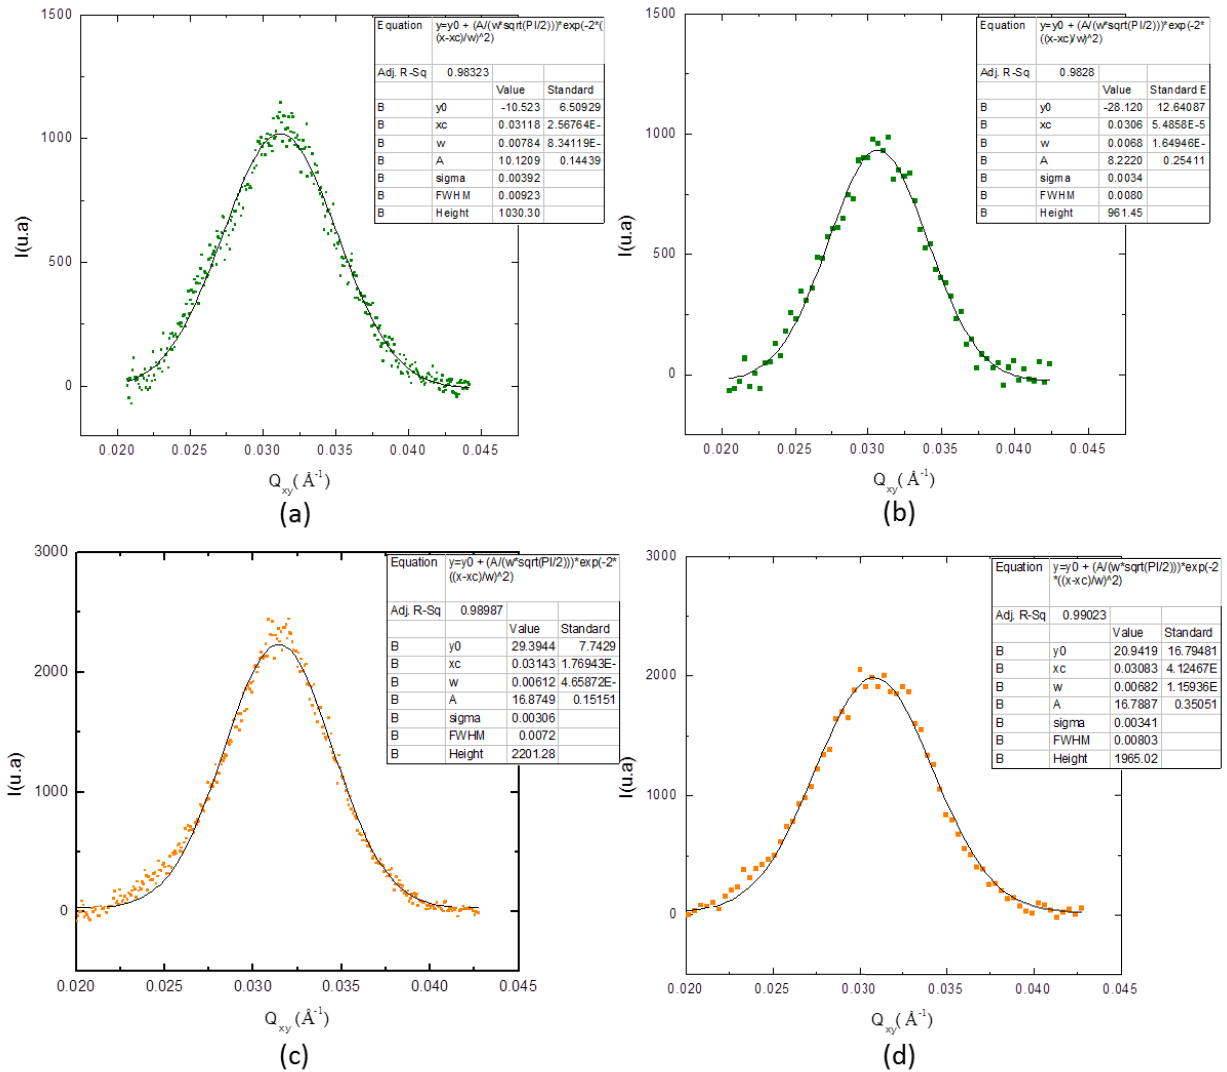 1500
1000
500
0
I(u.a)
0.020 0.025 0.030 0.035 0.040 0.045
Q_xy (Å⁻¹)
Equation y=y0 + (A/(w*sqrt(PI/2)))*exp(-2*(
(x-xc)/w)^2)
Adj. R-Sq 0.98323
Value Standard
B y0 -10.523 6.50929
B xc 0.03118 2.56764E-
B w 0.00784 8.34119E-
B A 10.1209 0.14439
B sigma 0.00392
B FWHM 0.00923
B Height 1030.30
(a)
1500
1000
500
0
I(u.a)
0.020 0.025 0.030 0.035 0.040 0.045
Q_xy (Å⁻¹)
Equation y=y0 + (A/(w*sqrt(PI/2)))*exp(-2*
((x-xc)/w)^2)
Adj. R-Sq 0.9828
Value Standard E
B y0 -28.120 12.64087
B xc 0.0306 5.4858E-5
B w 0.0068 1.64946E-
B A 8.2220 0.25411
B sigma 0.0034
B FWHM 0.0080
B Height 961.45
(b)
3000
2000
1000
0
I(u.a)
0.020 0.025 0.030 0.035 0.040 0.045
Q_xy (Å⁻¹)
Equation y=y0 + (A/(w*sqrt(PI/2)))*exp(-2*
((x-xc)/w)^2)
Adj. R-Sq 0.98987
Value Standard
B y0 29.3944 7.7429
B xc 0.03143 1.76943E-
B w 0.00612 4.65872E-
B A 16.8749 0.15151
B sigma 0.00306
B FWHM 0.0072
B Height 2201.28
(c)
3000
2000
1000
0
I(u.a)
0.020 0.025 0.030 0.035 0.040 0.045
Q_xy (Å⁻¹)
Equation y=y0 + (A/(w*sqrt(PI/2)))*exp(-2
*((x-xc)/w)^2)
Adj. R-Sq 0.99023
Value Standard
B y0 20.9419 16.79481
B xc 0.03083 4.12467E
B w 0.00682 1.15936E
B A 16.7887 0.35051
B sigma 0.00341
B FWHM 0.00803
B Height 1965.02
(d)